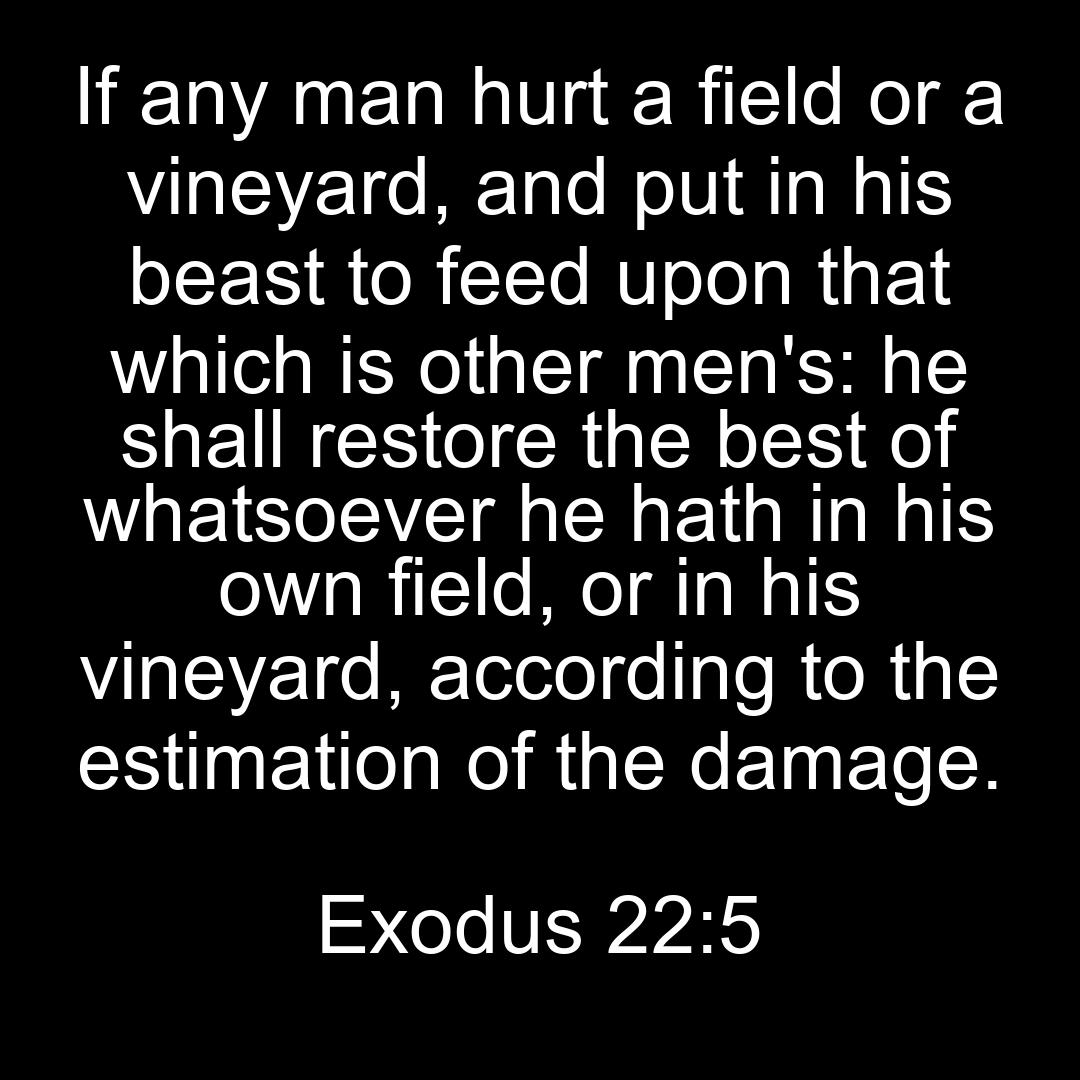 If any man hurt a field or a
vineyard, and put in his
beast to feed upon that
which is other men's: he
shall restore the best of
whatsoever he hath in his
own field, or in his
vineyard, according to the
estimation of the damage.
Exodus 22:5